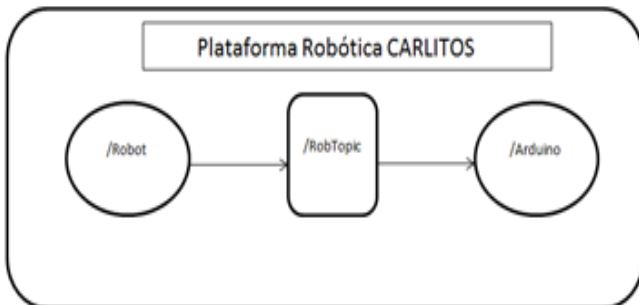 Plataforma Robótica CARLITOS
/Robot
/RobTopic
/Arduino